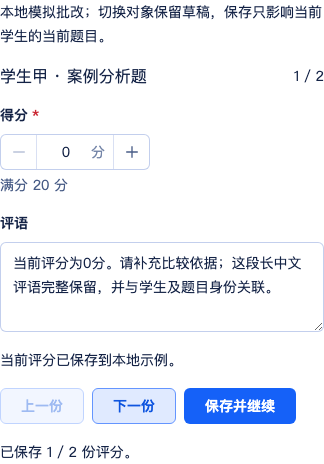 本地模拟批改；切换对象保留草稿，保存只影响当前
学生的当前题目。
学生甲 · 案例分析题 1 / 2
得分 *
− 0 分 +
满分 20 分
评语
当前评分为0分。请补充比较依据；这段长中文
评语完整保留，并与学生及题目身份关联。
当前评分已保存到本地示例。
上一份 下一份 保存并继续
已保存 1 / 2 份评分。